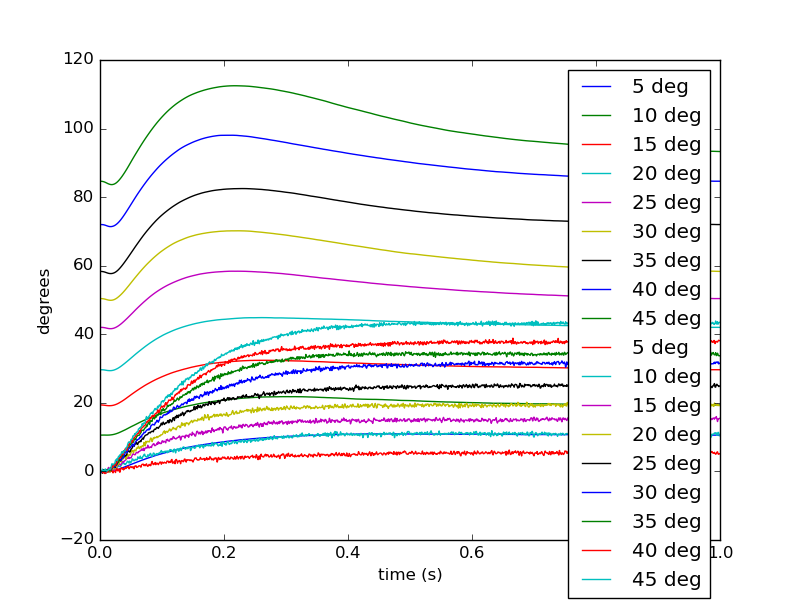 120
100
80
60
40
20
0
−20
degrees
0.0
0.2
0.4
0.6
1.0
time (s)
5 deg
10 deg
15 deg
20 deg
25 deg
30 deg
35 deg
40 deg
45 deg
5 deg
10 deg
15 deg
20 deg
25 deg
30 deg
35 deg
40 deg
45 deg